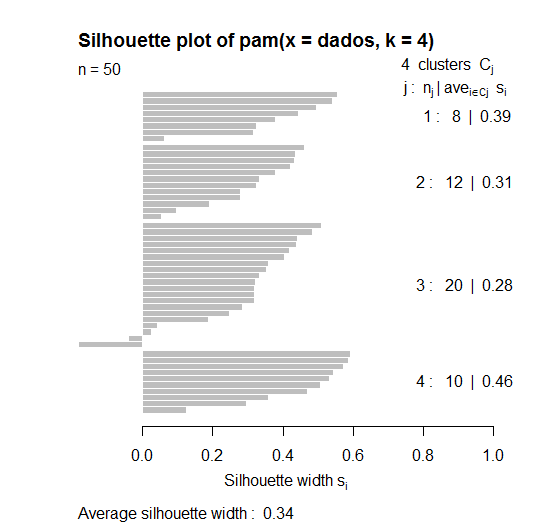 Silhouette plot of pam(x = dados, k = 4)
n = 50
4 clusters Cj
j : nj | avei∈Cj si
1 : 8 | 0.39
2 : 12 | 0.31
3 : 20 | 0.28
4 : 10 | 0.46
0.0 0.2 0.4 0.6 0.8 1.0
Silhouette width si
Average silhouette width : 0.34